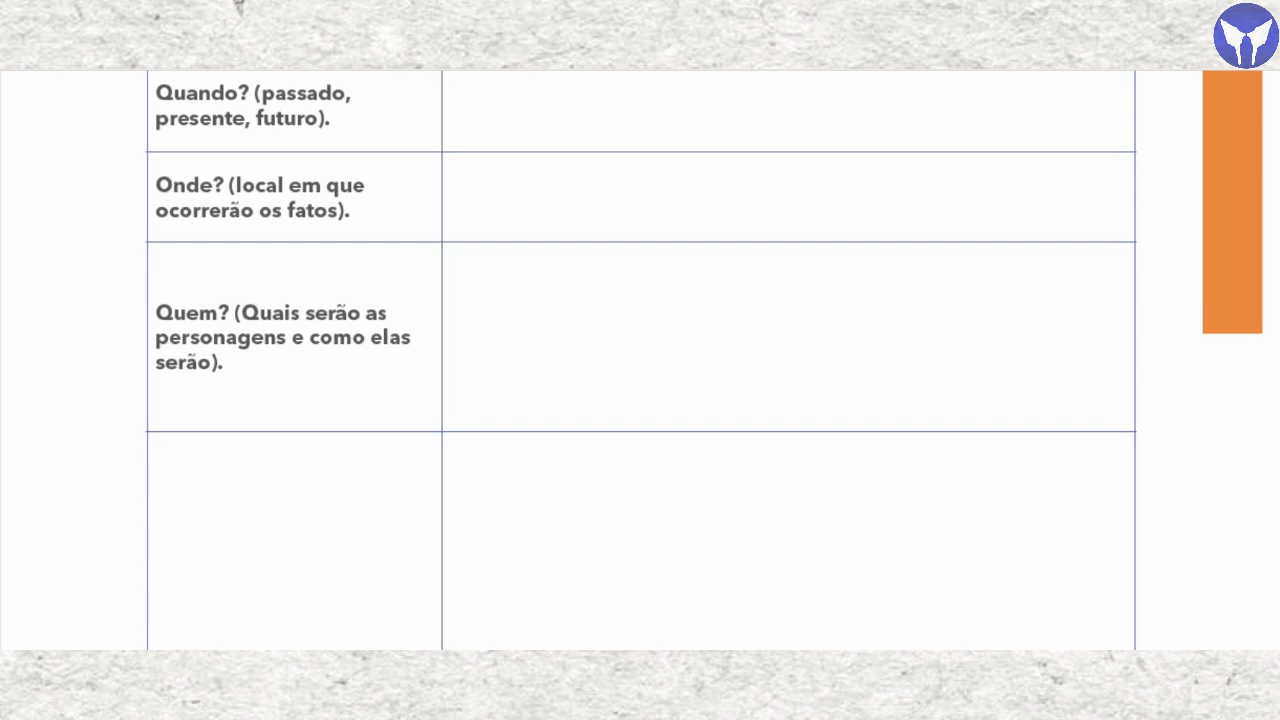 Quando? (passado,
presente, futuro).
Onde? (local em que
ocorrerão os fatos).
Quem? (Quais serão as
personagens e como elas
serão).